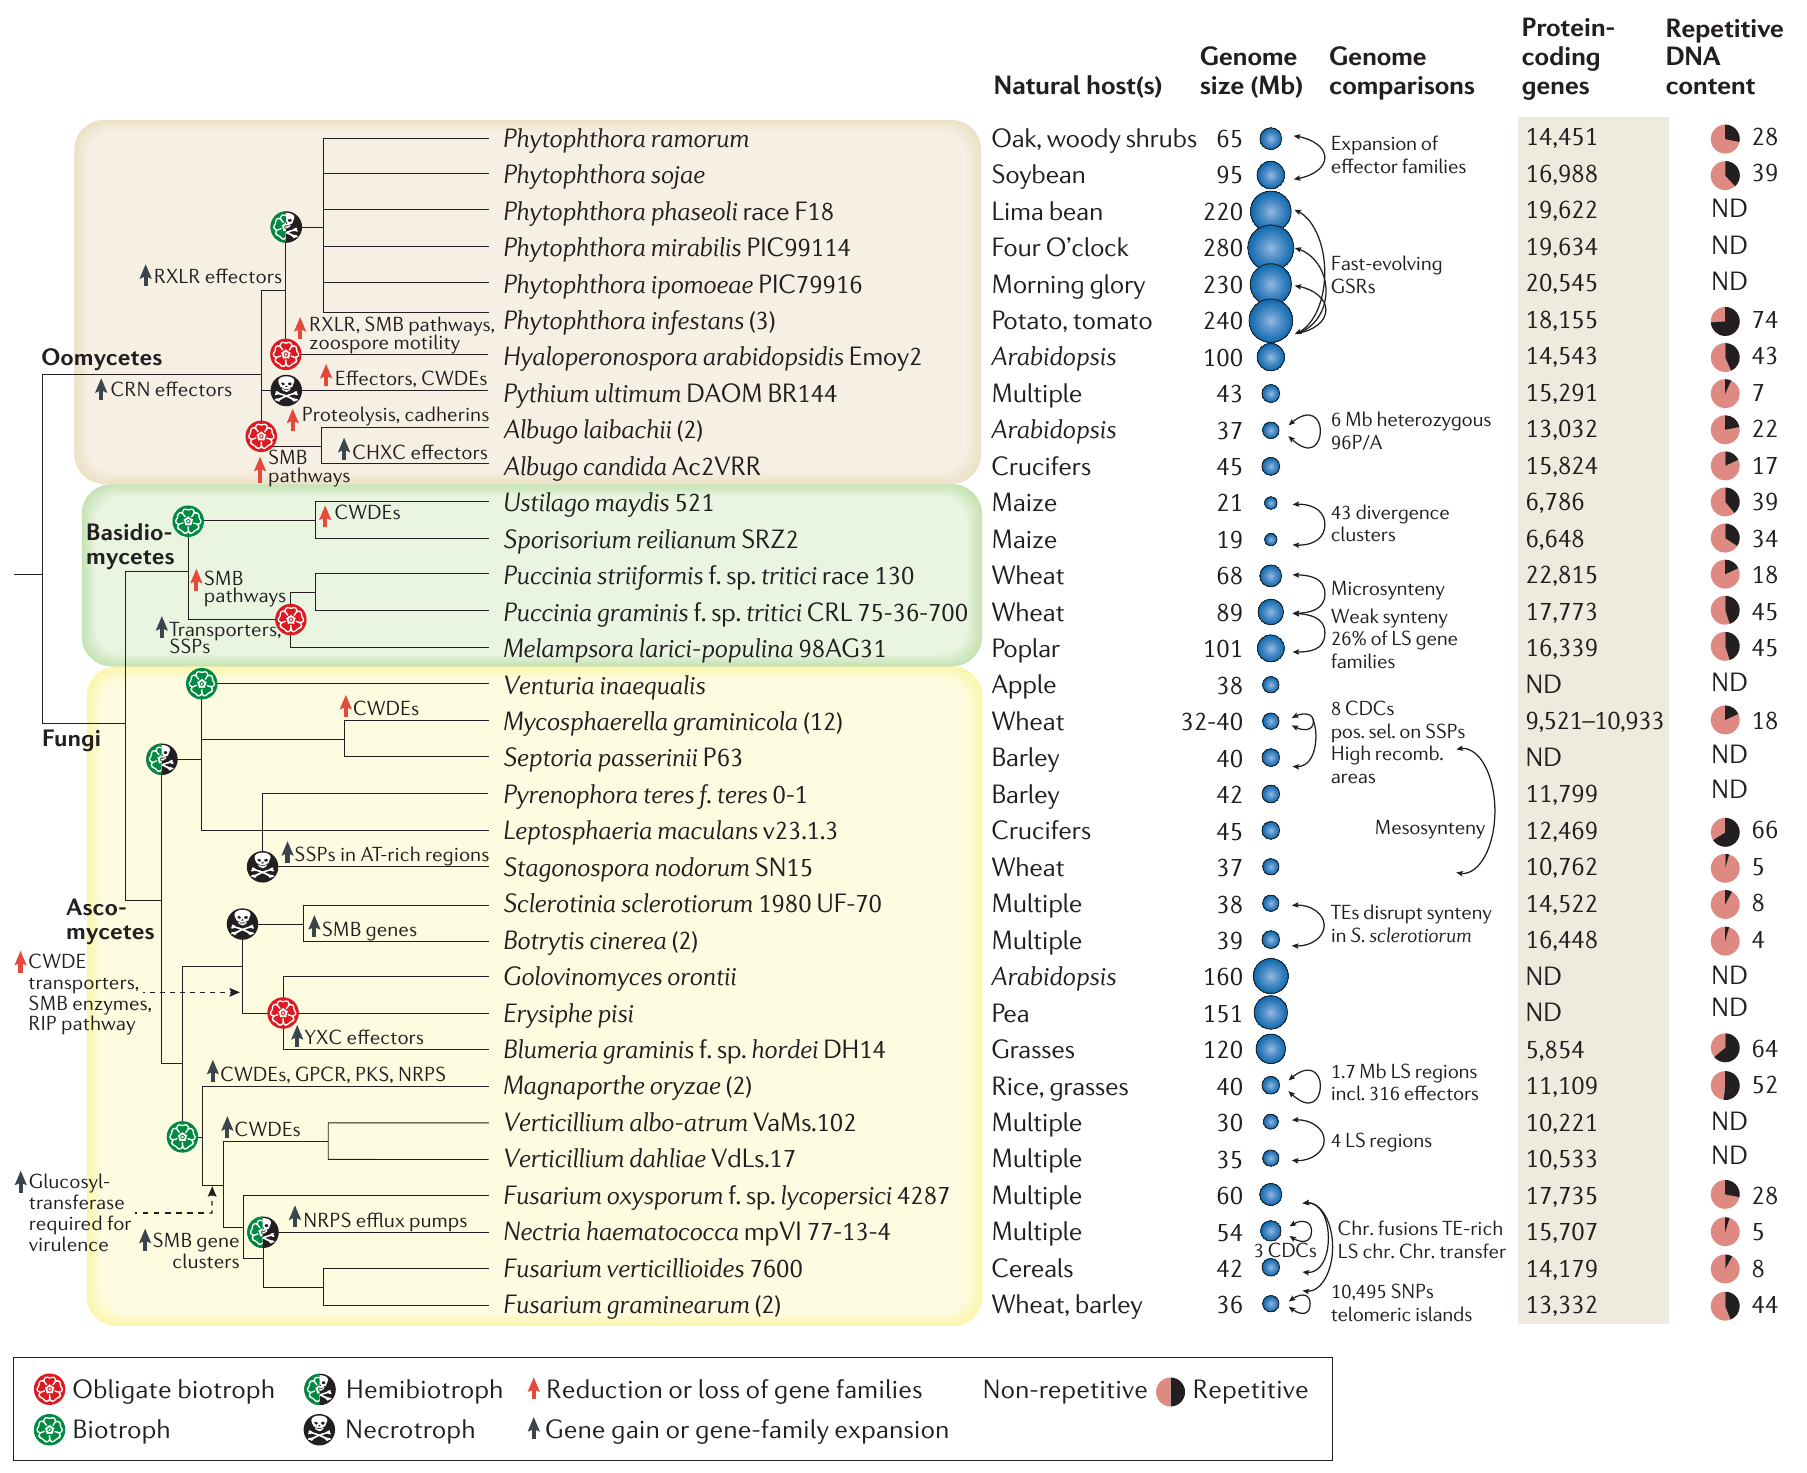 Natural host(s)
Genome
size (Mb)
Genome
comparisons
Protein-
coding
genes
Repetitive
DNA
content
Phytophthora ramorum Oak, woody shrubs 65 14,451 28
Expansion of
effector families
Phytophthora sojae Soybean 95 16,988 39
Phytophthora phaseoli race F18 Lima bean 220 19,622 ND
Phytophthora mirabilis PIC99114 Four O’clock 280 19,634 ND
Fast-evolving
GSRs
Phytophthora ipomoeae PIC79916 Morning glory 230 20,545 ND
Phytophthora infestans (3) Potato, tomato 240 18,155 74
Hyaloperonospora arabidopsidis Emoy2 Arabidopsis 100 14,543 43
Pythium ultimum DAOM BR144 Multiple 43 15,291 7
Albugo laibachii (2) Arabidopsis 37 13,032 22
6 Mb heterozygous
96P/A
Albugo candida Ac2VRR Crucifers 45 15,824 17
Oomycetes
CRN effectors
RXLR effectors
RXLR, SMB pathways,
zoospore motility
Effectors, CWDEs
Proteolysis, cadherins
CHXC effectors
SMB
pathways
Ustilago maydis 521 Maize 21 6,786 39
43 divergence
clusters
Sporisorium reilianum SRZ2 Maize 19 6,648 34
Puccinia striiformis f. sp. tritici race 130 Wheat 68 22,815 18
Microsynteny
Puccinia graminis f. sp. tritici CRL 75-36-700 Wheat 89 17,773 45
Weak synteny
26% of LS gene
families
Melampsora larici-populina 98AG31 Poplar 101 16,339 45
Basidio-
mycetes
CWDEs
SMB
pathways
Transporters,
SSPs
Fungi
Venturia inaequalis Apple 38 ND ND
Mycosphaerella graminicola (12) Wheat 32-40 9,521–10,933 18
8 CDCs
pos. sel. on SSPs
High recomb.
areas
Septoria passerinii P63 Barley 40 ND ND
Pyrenophora teres f. teres 0-1 Barley 42 11,799 ND
Leptosphaeria maculans v23.1.3 Crucifers 45 12,469 66
Mesosynteny
Stagonospora nodorum SN15 Wheat 37 10,762 5
Sclerotinia sclerotiorum 1980 UF-70 Multiple 38 14,522 8
TEs disrupt synteny
in S. sclerotiorum
Botrytis cinerea (2) Multiple 39 16,448 4
Golovinomyces orontii Arabidopsis 160 ND ND
Erysiphe pisi Pea 151 ND ND
Blumeria graminis f. sp. hordei DH14 Grasses 120 5,854 64
Magnaporthe oryzae (2) Rice, grasses 40 11,109 52
1.7 Mb LS regions
incl. 316 effectors
Verticillium albo-atrum VaMs.102 Multiple 30 10,221 ND
4 LS regions
Verticillium dahliae VdLs.17 Multiple 35 10,533 ND
Fusarium oxysporum f. sp. lycopersici 4287 Multiple 60 17,735 28
Nectria haematococca mpVI 77-13-4 Multiple 54 15,707 5
3 CDCs
Chr. fusions TE-rich
LS chr. Chr. transfer
Fusarium verticillioides 7600 Cereals 42 14,179 8
Fusarium graminearum (2) Wheat, barley 36 13,332 44
10,495 SNPs
telomeric islands
CWDEs
SSPs in AT-rich regions
Asco-
mycetes
SMB genes
CWDE
transporters,
SMB enzymes,
RIP pathway
YXC effectors
CWDEs, GPCR, PKS, NRPS
CWDEs
Glucosyl-
transferase
required for
virulence
NRPS efflux pumps
SMB gene
clusters
Obligate biotroph
Hemibiotroph
Reduction or loss of gene families
Non-repetitive
Repetitive
Biotroph
Necrotroph
Gene gain or gene-family expansion